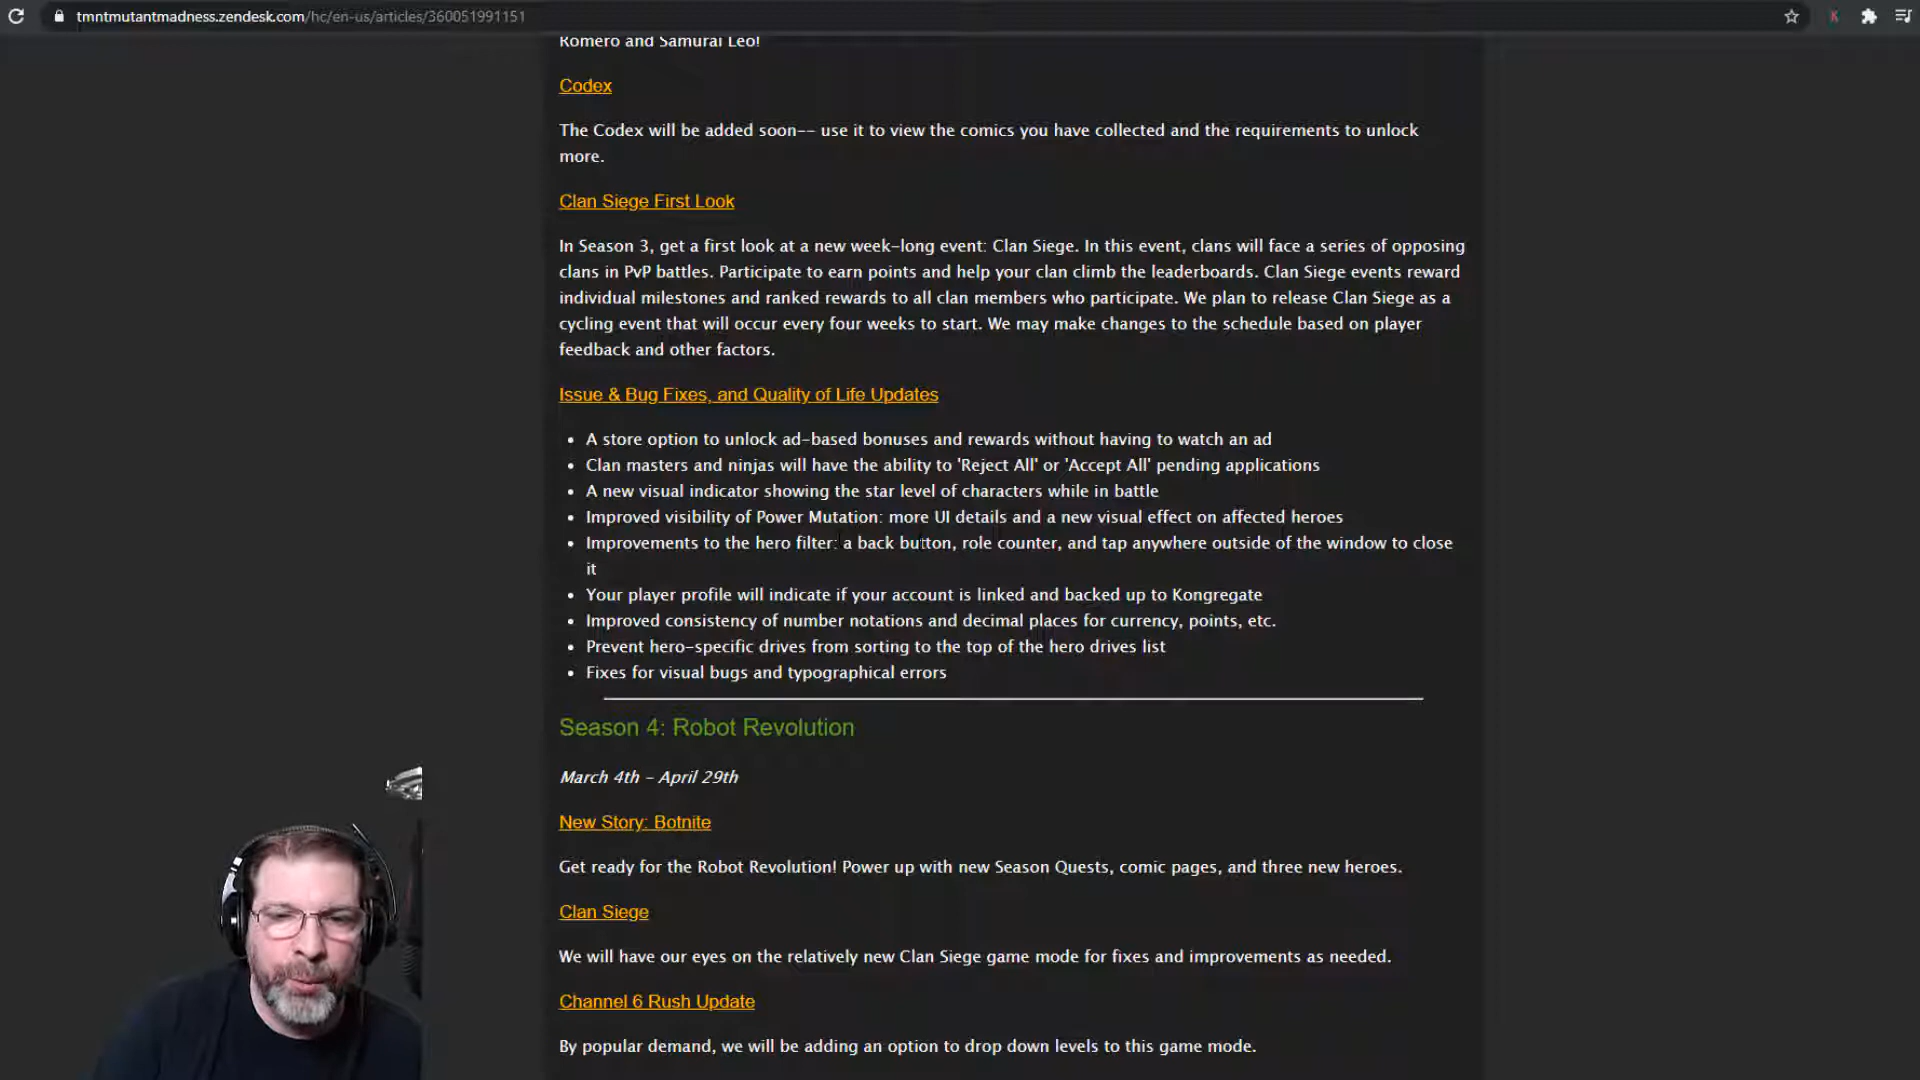 tmntmutantmadness.zendesk.com/hc/en-us/articles/360051991151
Romero and Samurai Leo!
Codex
The Codex will be added soon-- use it to view the comics you have collected and the requirements to unlock
more.
Clan Siege First Look
In Season 3, get a first look at a new week-long event: Clan Siege. In this event, clans will face a series of opposing
clans in PvP battles. Participate to earn points and help your clan climb the leaderboards. Clan Siege events reward
individual milestones and ranked rewards to all clan members who participate. We plan to release Clan Siege as a
cycling event that will occur every four weeks to start. We may make changes to the schedule based on player
feedback and other factors.
Issue & Bug Fixes, and Quality of Life Updates
• A store option to unlock ad-based bonuses and rewards without having to watch an ad
• Clan masters and ninjas will have the ability to 'Reject All' or 'Accept All' pending applications
• A new visual indicator showing the star level of characters while in battle
• Improved visibility of Power Mutation: more UI details and a new visual effect on affected heroes
• Improvements to the hero filter: a back button, role counter, and tap anywhere outside of the window to close
it
• Your player profile will indicate if your account is linked and backed up to Kongregate
• Improved consistency of number notations and decimal places for currency, points, etc.
• Prevent hero-specific drives from sorting to the top of the hero drives list
• Fixes for visual bugs and typographical errors
Season 4: Robot Revolution
March 4th - April 29th
New Story: Botnite
Get ready for the Robot Revolution! Power up with new Season Quests, comic pages, and three new heroes.
Clan Siege
We will have our eyes on the relatively new Clan Siege game mode for fixes and improvements as needed.
Channel 6 Rush Update
By popular demand, we will be adding an option to drop down levels to this game mode.